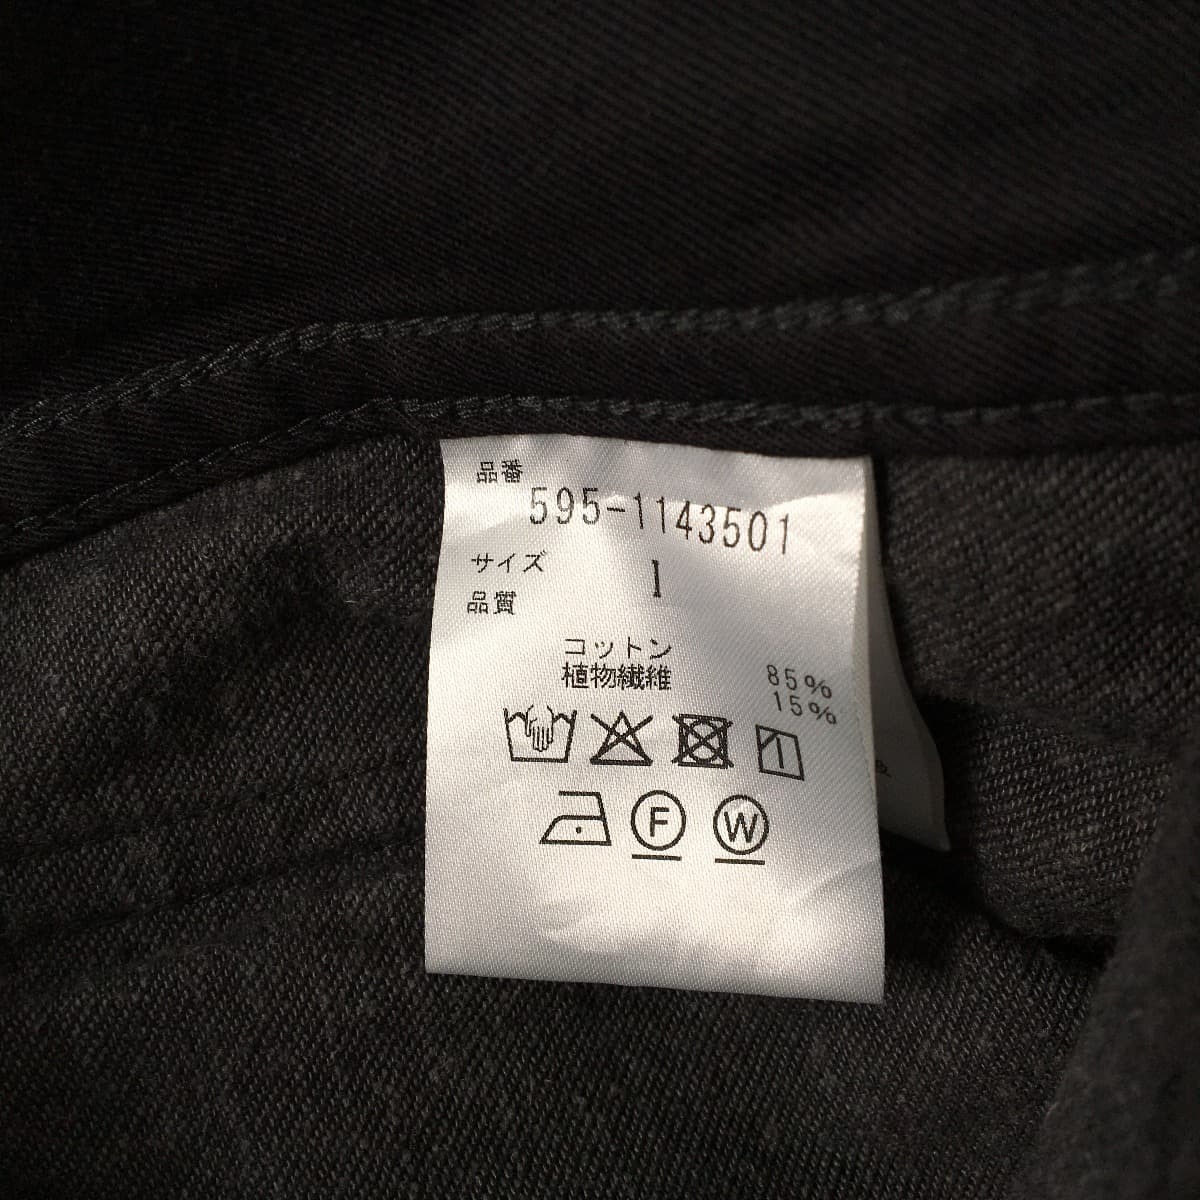 品番
595-1143501
サイズ 1
品質
コットン 85%
植物繊維 15%
F W